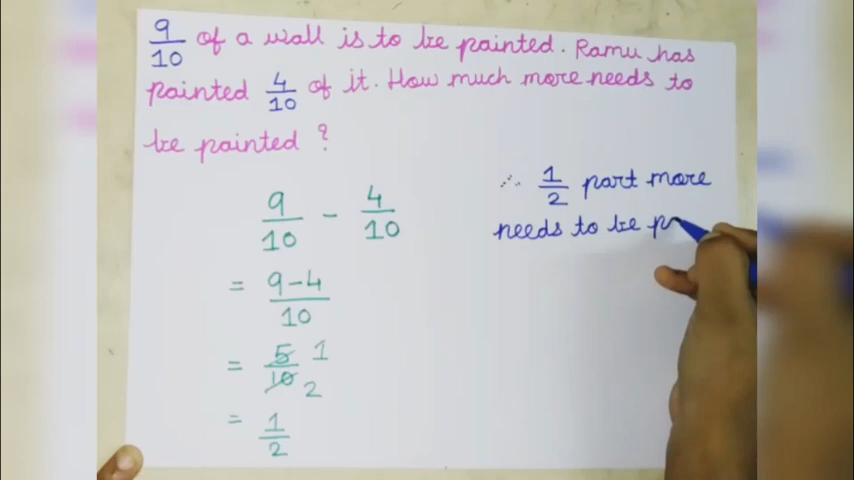 9/10 of a wall is to be painted. Ramu has
painted 4/10 of it. How much more needs to
be painted ?
9/10 - 4/10
= 9-4/10
= 5/10 1 2
= 1/2
∴ 1/2 part more
needs to be